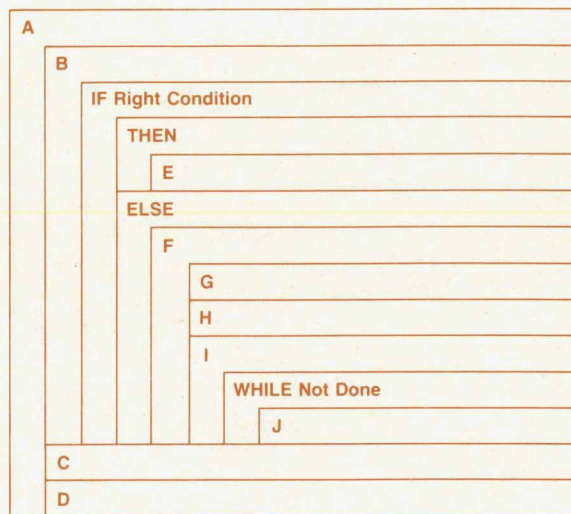 A
B
IF Right Condition
THEN
E
ELSE
F
G
H
I
WHILE Not Done
J
C
D